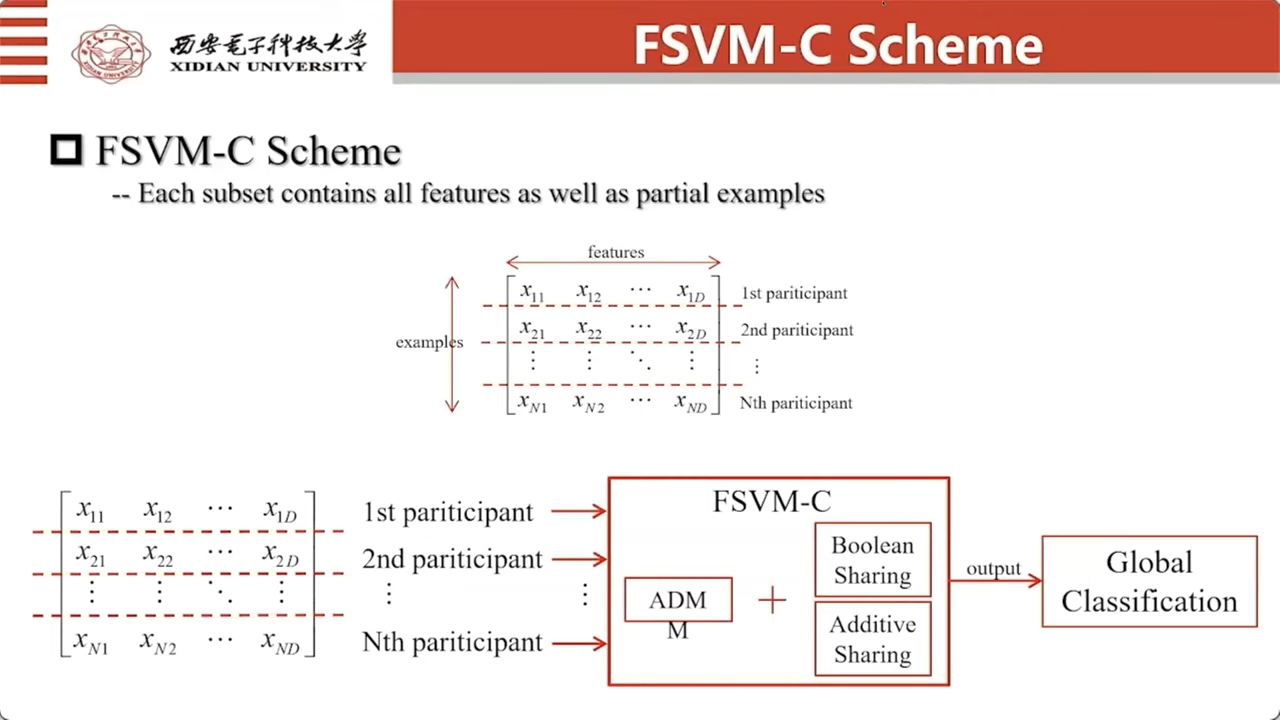 西安电子科技大学
XIDIAN UNIVERSITY
FSVM-C Scheme
FSVM-C Scheme
-- Each subset contains all features as well as partial examples
features
examples
x11 x12 ⋯ x1D
1st pariticipant
x21 x22 ⋯ x2D
2nd pariticipant
⋮ ⋮ ⋱ ⋮
⋮
xN1 xN2 ⋯ xND
Nth pariticipant
x11 x12 ⋯ x1D
x21 x22 ⋯ x2D
⋮ ⋮ ⋱ ⋮
xN1 xN2 ⋯ xND
1st pariticipant
2nd pariticipant
⋮ ⋮
Nth pariticipant
FSVM-C
ADM
M
+
Boolean
Sharing
Additive
Sharing
output
Global
Classification